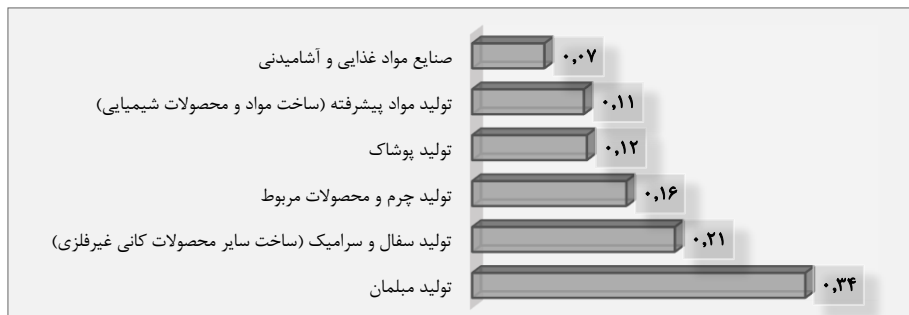 صنایع مواد غذایی و آشامیدنی ۰٫۰۷
تولید مواد پیشرفته (ساخت مواد و محصولات شیمیایی) ۰٫۱۱
تولید پوشاک ۰٫۱۲
تولید چرم و محصولات مربوط ۰٫۱۶
تولید سفال و سرامیک (ساخت سایر محصولات کانی غیرفلزی) ۰٫۲۱
تولید مبلمان ۰٫۳۴